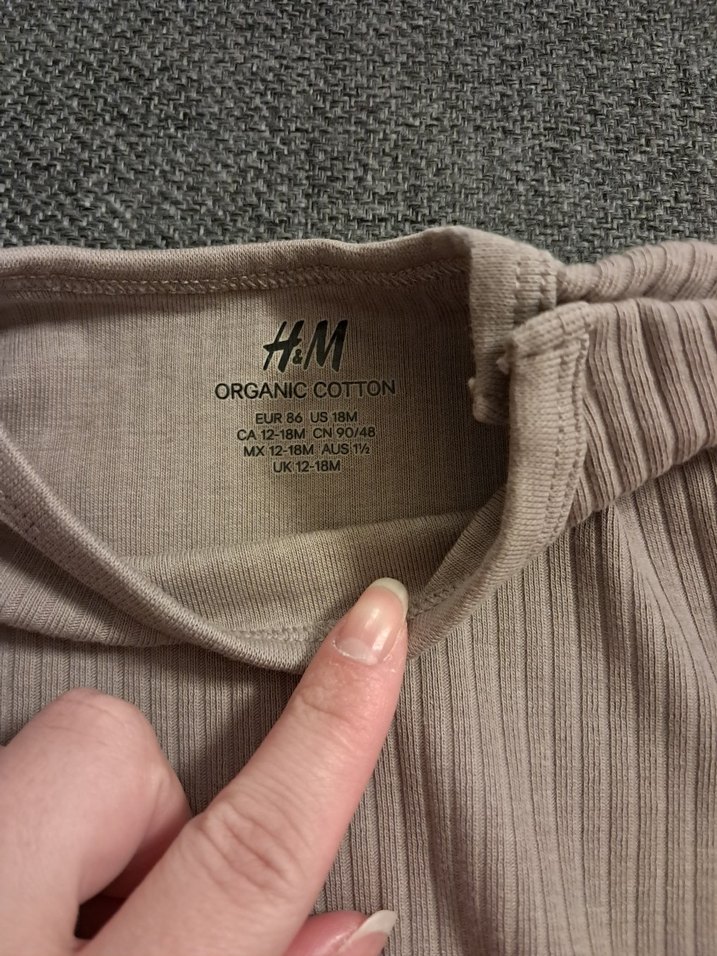 H&M
ORGANIC COTTON
EUR 86 US 18M
CA 12-18M CN 90/48
MX 12-18M AUS 1½
UK 12-18M